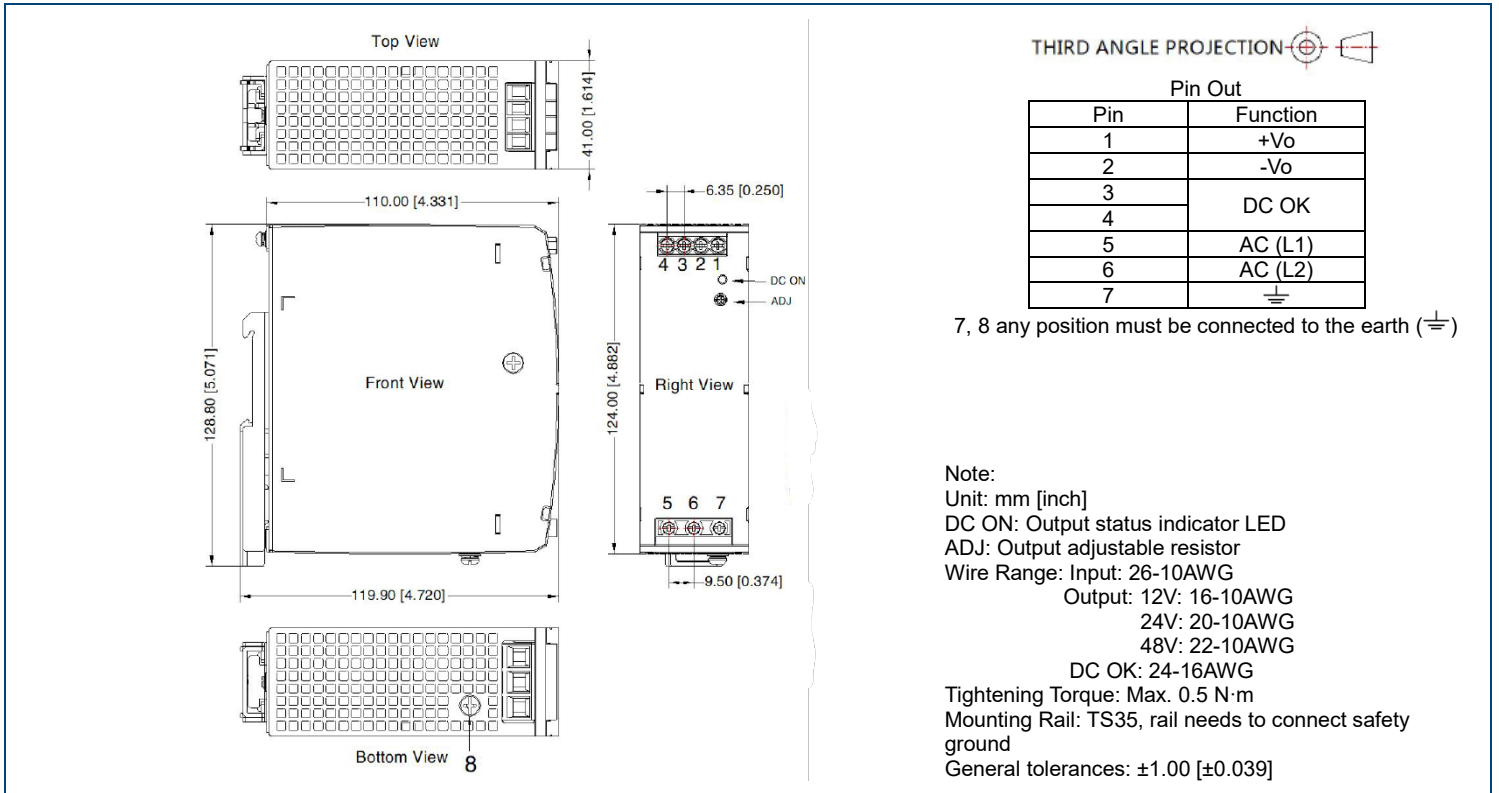 Top View
41.00 [1.614]
110.00 [4.331]
128.80 [5.071]
Front View
119.90 [4.720]
6.35 [0.250]
4 3 2 1
DC ON
ADJ
124.00 [4.882]
Right View
5 6 7
9.50 [0.374]
Bottom View 8
THIRD ANGLE PROJECTION
Pin Out
Pin Function
1 +Vo
2 -Vo
3
DC OK
4
5 AC (L1)
6 AC (L2)
7 ⏚
7, 8 any position must be connected to the earth (⏚)
Note:
Unit: mm [inch]
DC ON: Output status indicator LED
ADJ: Output adjustable resistor
Wire Range: Input: 26-10AWG
Output: 12V: 16-10AWG
24V: 20-10AWG
48V: 22-10AWG
DC OK: 24-16AWG
Tightening Torque: Max. 0.5 N·m
Mounting Rail: TS35, rail needs to connect safety
ground
General tolerances: ±1.00 [±0.039]